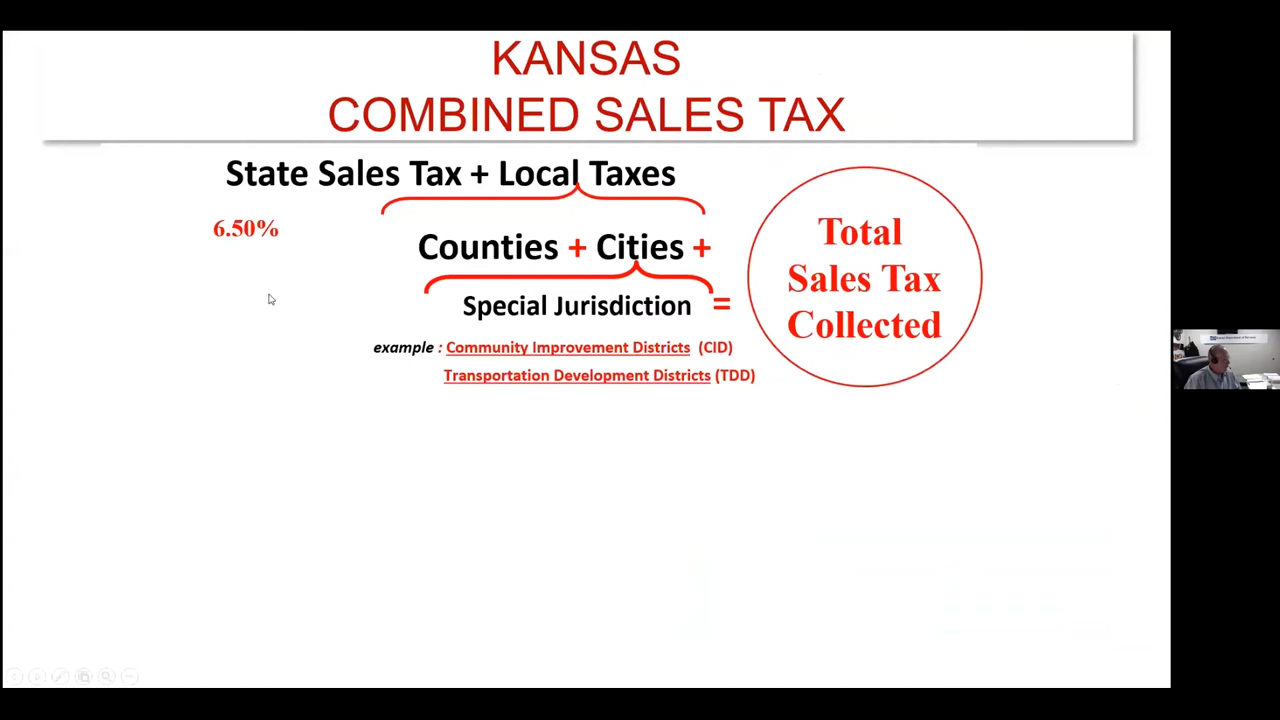 KANSAS
COMBINED SALES TAX
State Sales Tax + Local Taxes
6.50%
Counties + Cities +
Special Jurisdiction =
example : Community Improvement Districts (CID)
Transportation Development Districts (TDD)
Total
Sales Tax
Collected